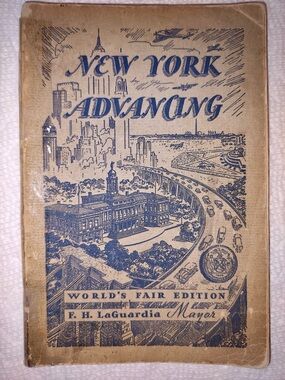 NEW YORK
ADVANCING
WORLD'S FAIR EDITION
F. H. LaGuardia Mayor